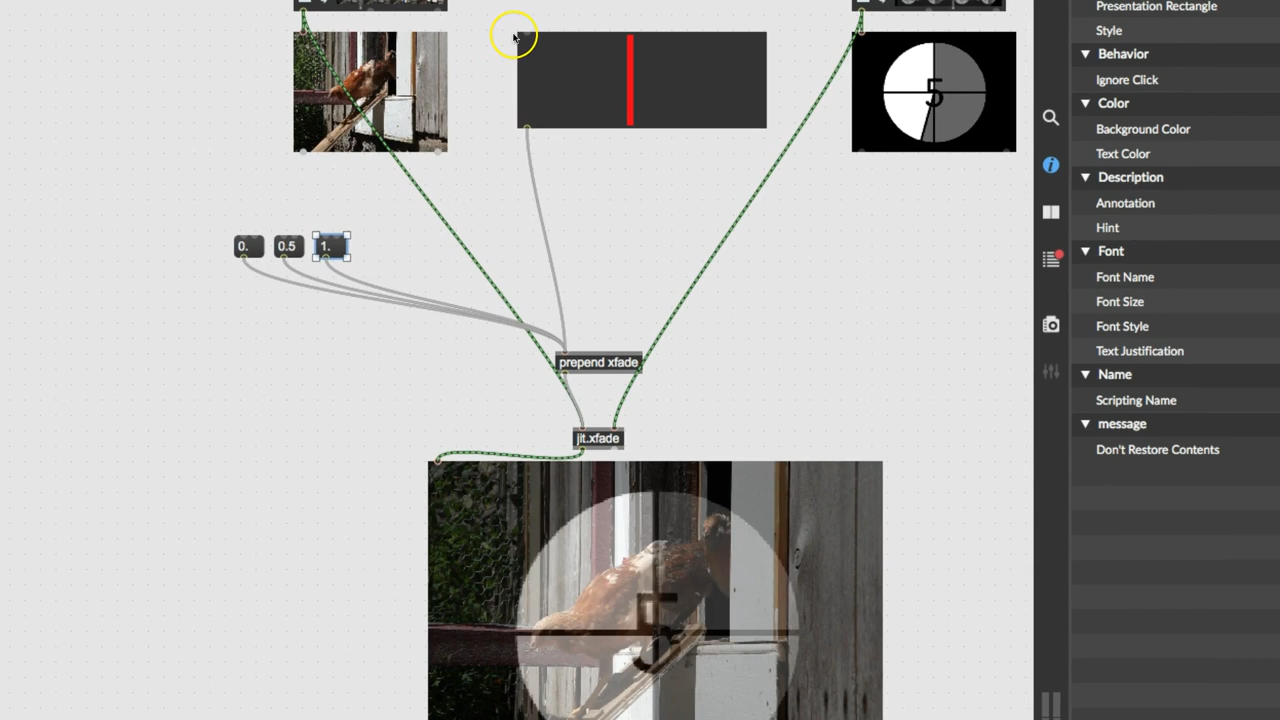 Presentation Rectangle
Style
Behavior
Ignore Click
Color
Background Color
Text Color
Description
Annotation
Hint
Font
Font Name
Font Size
Font Style
Text Justification
Name
Scripting Name
message
Don't Restore Contents
5
0.
0.5
1.
prepend xfade
jit.xfade
5